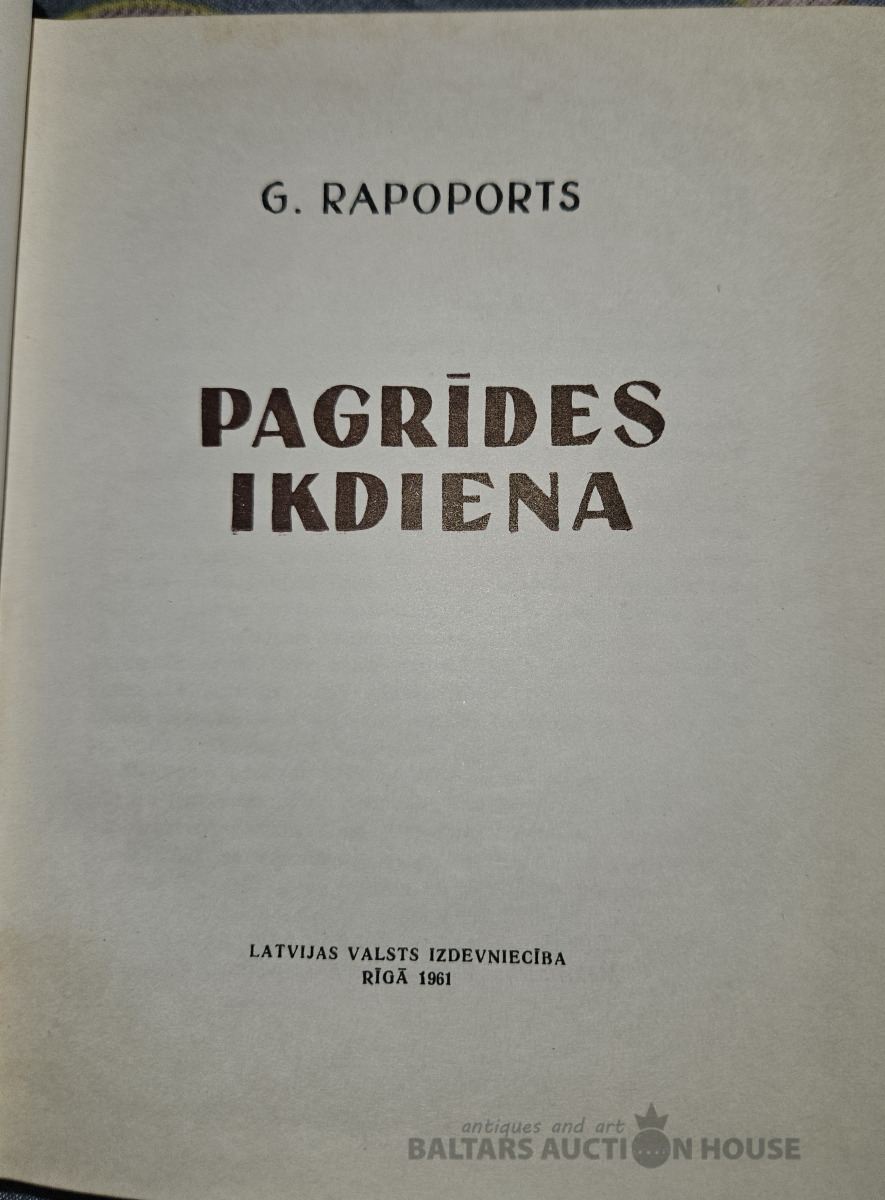 G. RAPOPORTS
PAGRĪDES
IKDIENA
LATVIJAS VALSTS IZDEVNIECĪBA
RĪGĀ 1961
antiques and art
BALTARS AUCTION HOUSE